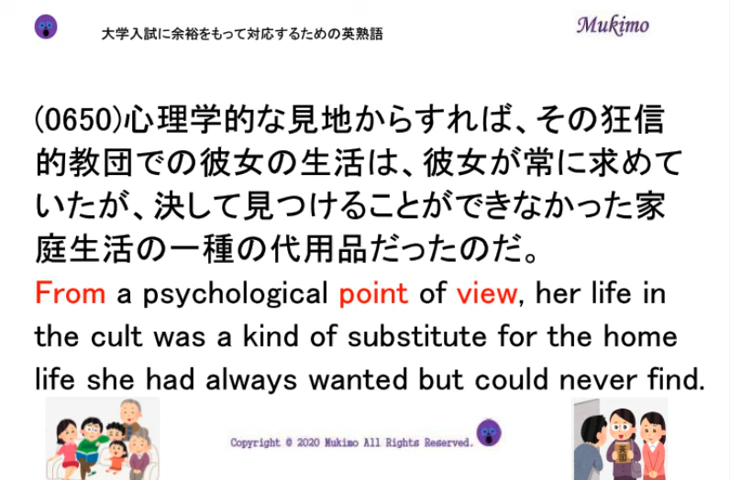 大学入試に余裕をもって対応するための英熟語
Mukimo
(0650)心理学的な見地からすれば、その狂信
的教団での彼女の生活は、彼女が常に求めて
いたが、決して見つけることができなかった家
庭生活の一種の代用品だったのだ。
From a psychological point of view, her life in
the cult was a kind of substitute for the home
life she had always wanted but could never find.
Copyright © 2020 Mukimo All Rights Reserved.